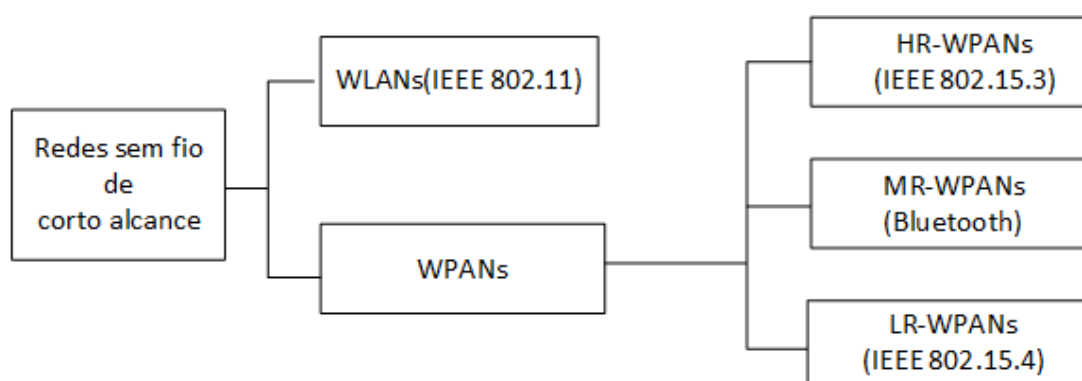 Redes sem fio
de
corto alcance
WLANs(IEEE 802.11)
WPANs
HR-WPANs
(IEEE 802.15.3)
MR-WPANs
(Bluetooth)
LR-WPANs
(IEEE 802.15.4)